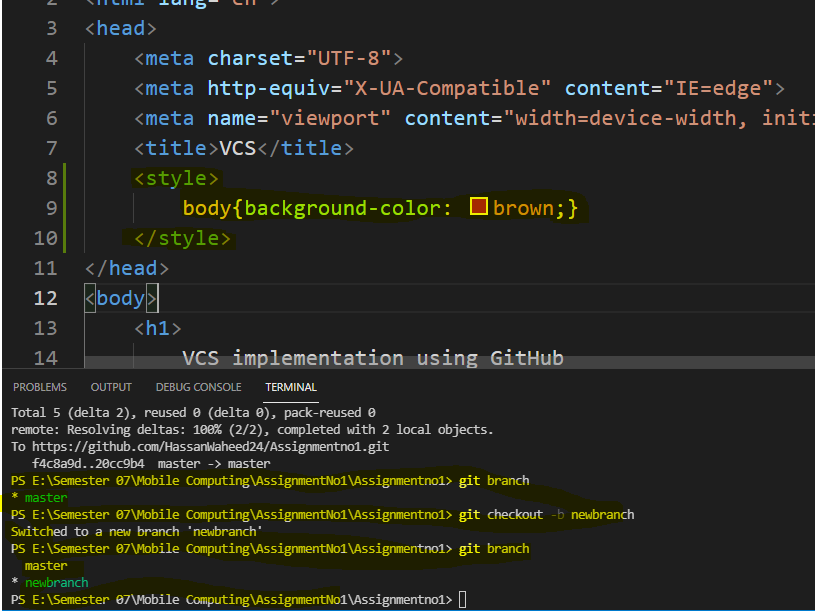 2 <html lang="en">
3 <head>
4 <meta charset="UTF-8">
5 <meta http-equiv="X-UA-Compatible" content="IE=edge">
6 <meta name="viewport" content="width=device-width, init
7 <title>VCS</title>
8 <style>
9 body{background-color: brown;}
10 </style>
11 </head>
12 <body>
13 <h1>
14 VCS implementation using GitHub
PROBLEMS OUTPUT DEBUG CONSOLE TERMINAL
Total 5 (delta 2), reused 0 (delta 0), pack-reused 0
remote: Resolving deltas: 100% (2/2), completed with 2 local objects.
To https://github.com/HassanWaheed24/Assignmentno1.git
f4c8a9d..20cc9b4 master -> master
PS E:\Semester 07\Mobile Computing\AssignmentNo1\Assignmentno1> git branch
* master
PS E:\Semester 07\Mobile Computing\AssignmentNo1\Assignmentno1> git checkout -b newbranch
Switched to a new branch 'newbranch'
PS E:\Semester 07\Mobile Computing\AssignmentNo1\Assignmentno1> git branch
master
* newbranch
PS E:\Semester 07\Mobile Computing\AssignmentNo1\Assignmentno1>